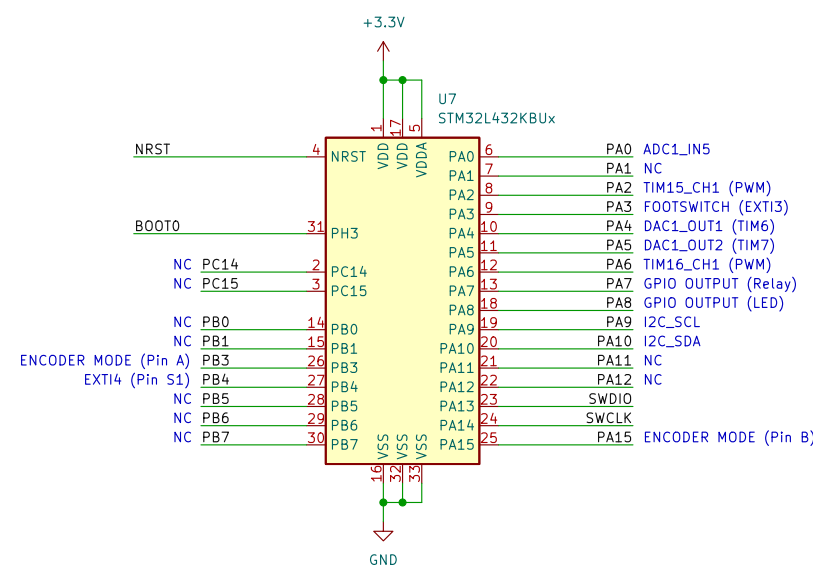 +3.3V
U7
STM32L432KBUx
1 17 5
VDD VDD VDDA
NRST 4 NRST PA0 6 PA0 ADC1_IN5
PA1 7 PA1 NC
PA2 8 PA2 TIM15_CH1 (PWM)
PA3 9 PA3 FOOTSWITCH (EXTI3)
BOOT0 31 PH3 PA4 10 PA4 DAC1_OUT1 (TIM6)
PA5 11 PA5 DAC1_OUT2 (TIM7)
NC PC14 2 PC14 PA6 12 PA6 TIM16_CH1 (PWM)
NC PC15 3 PC15 PA7 13 PA7 GPIO OUTPUT (Relay)
PA8 18 PA8 GPIO OUTPUT (LED)
NC PB0 14 PB0 PA9 19 PA9 I2C_SCL
NC PB1 15 PB1 PA10 20 PA10 I2C_SDA
ENCODER MODE (Pin A) PB3 26 PB3 PA11 21 PA11 NC
EXTI4 (Pin S1) PB4 27 PB4 PA12 22 PA12 NC
NC PB5 28 PB5 PA13 23 SWDIO
NC PB6 29 PB6 PA14 24 SWCLK
NC PB7 30 PB7 PA15 25 PA15 ENCODER MODE (Pin B)
VSS VSS VSS
16 32 33
GND